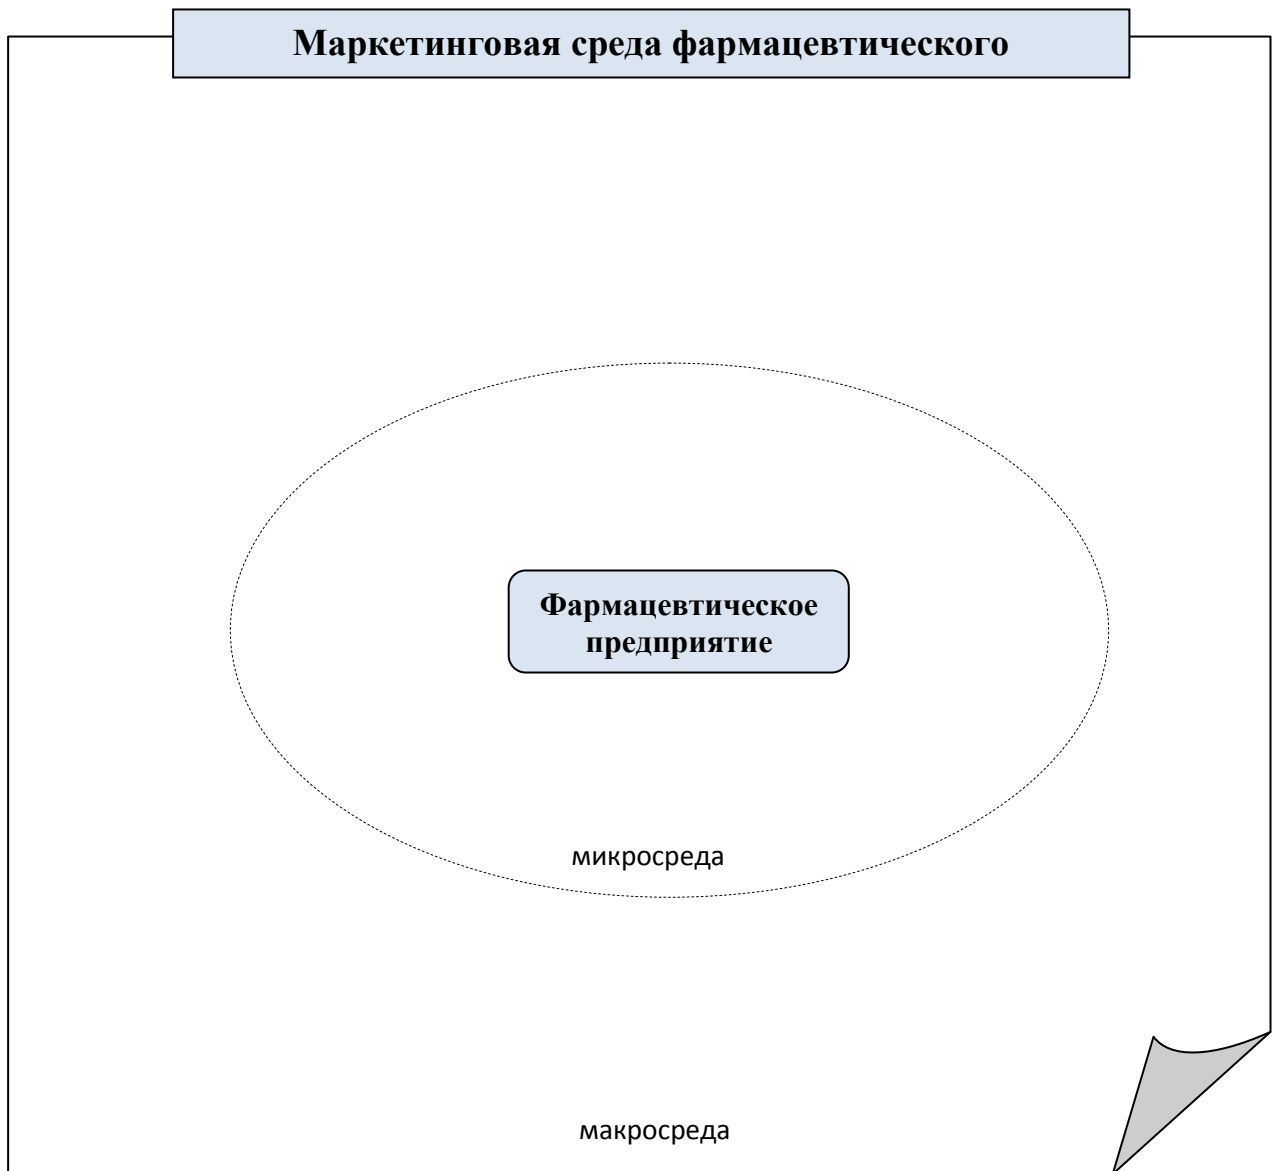 Маркетинговая среда фармацевтического
Фармацевтическое
предприятие
микросреда
макросреда